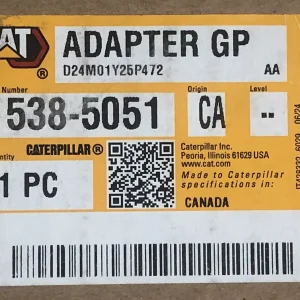 CAT ADAPTER GP
D24M01Y25P472 AA
Number Origin Level
538-5051 CA --
CATERPILLAR® Caterpillar Inc.
Peoria, Illinois 61629 USA
www.cat.com
1 PC
Made to Caterpillar
specifications in:
CANADA